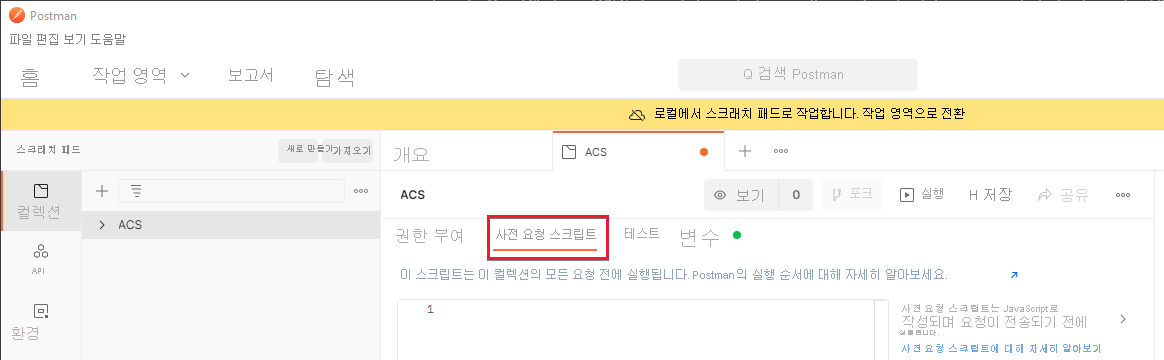 Postman
파일 편집 보기 도움말
홈 작업 영역 보고서 탐색 Q 검색 Postman
로컬에서 스크래치 패드로 작업합니다. 작업 영역으로 전환
스크래치 패드 새로 만들기 가져오기 개요 ACS
ACS 보기 0 포크 실행 H 저장 공유
컬렉션 ACS
권한 부여 사전 요청 스크립트 테스트 변수
API
이 스크립트는 이 컬렉션의 모든 요청 전에 실행됩니다. Postman의 실행 순서에 대해 자세히 알아보세요.
환경
1
사전 요청 스크립트는 JavaScript로
작성되며 요청이 전송되기 전에
실행됩니다.
사전 요청 스크립트에 대해 자세히 알아보기